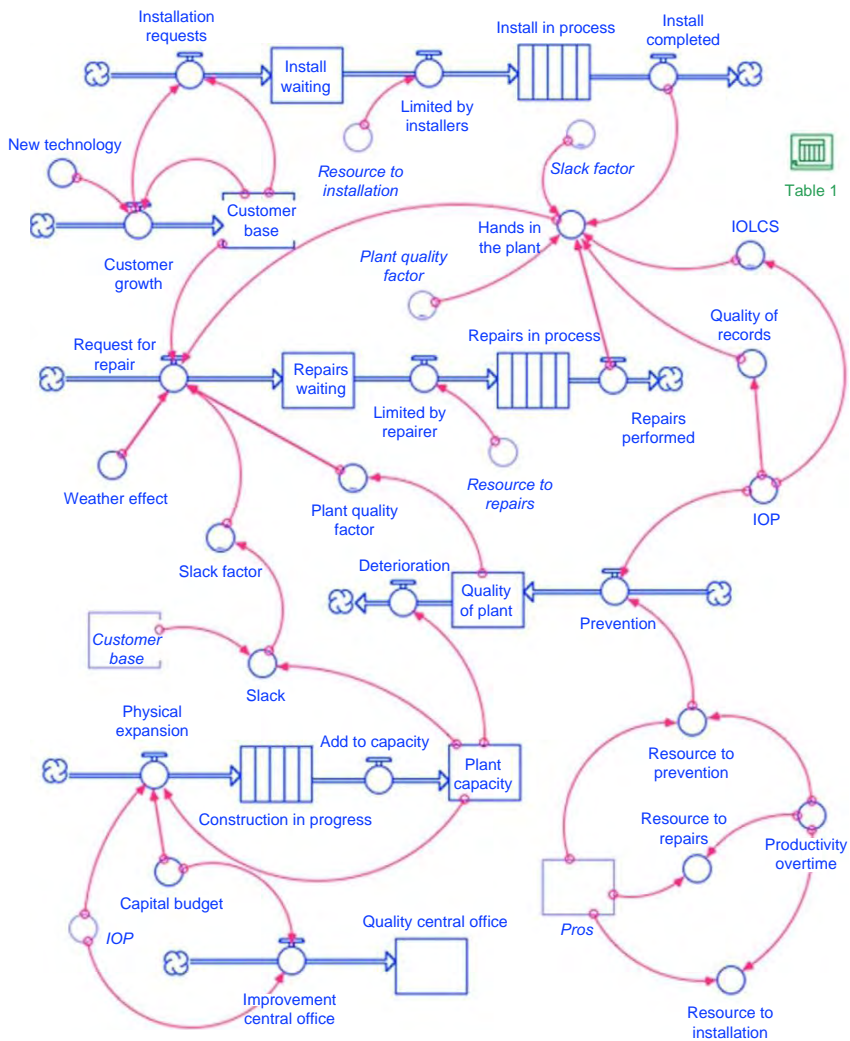 Installation
requests
Install
waiting
Limited by
installers
Install in process
Install
completed
New technology
Resource to
installation
Slack factor
Table 1
Customer
base
Customer
growth
Hands in
the plant
IOLCS
Plant quality
factor
Quality of
records
Request for
repair
Repairs
waiting
Limited by
repairer
Repairs in process
Repairs
performed
Weather effect
Plant quality
factor
Resource to
repairs
IOP
Slack factor
Deterioration
Quality
of plant
Prevention
Customer
base
Slack
Physical
expansion
Add to capacity
Plant
capacity
Construction in progress
Resource to
prevention
Resource to
repairs
Productivity
overtime
Capital budget
IOP
Quality central office
Pros
Improvement
central office
Resource to
installation